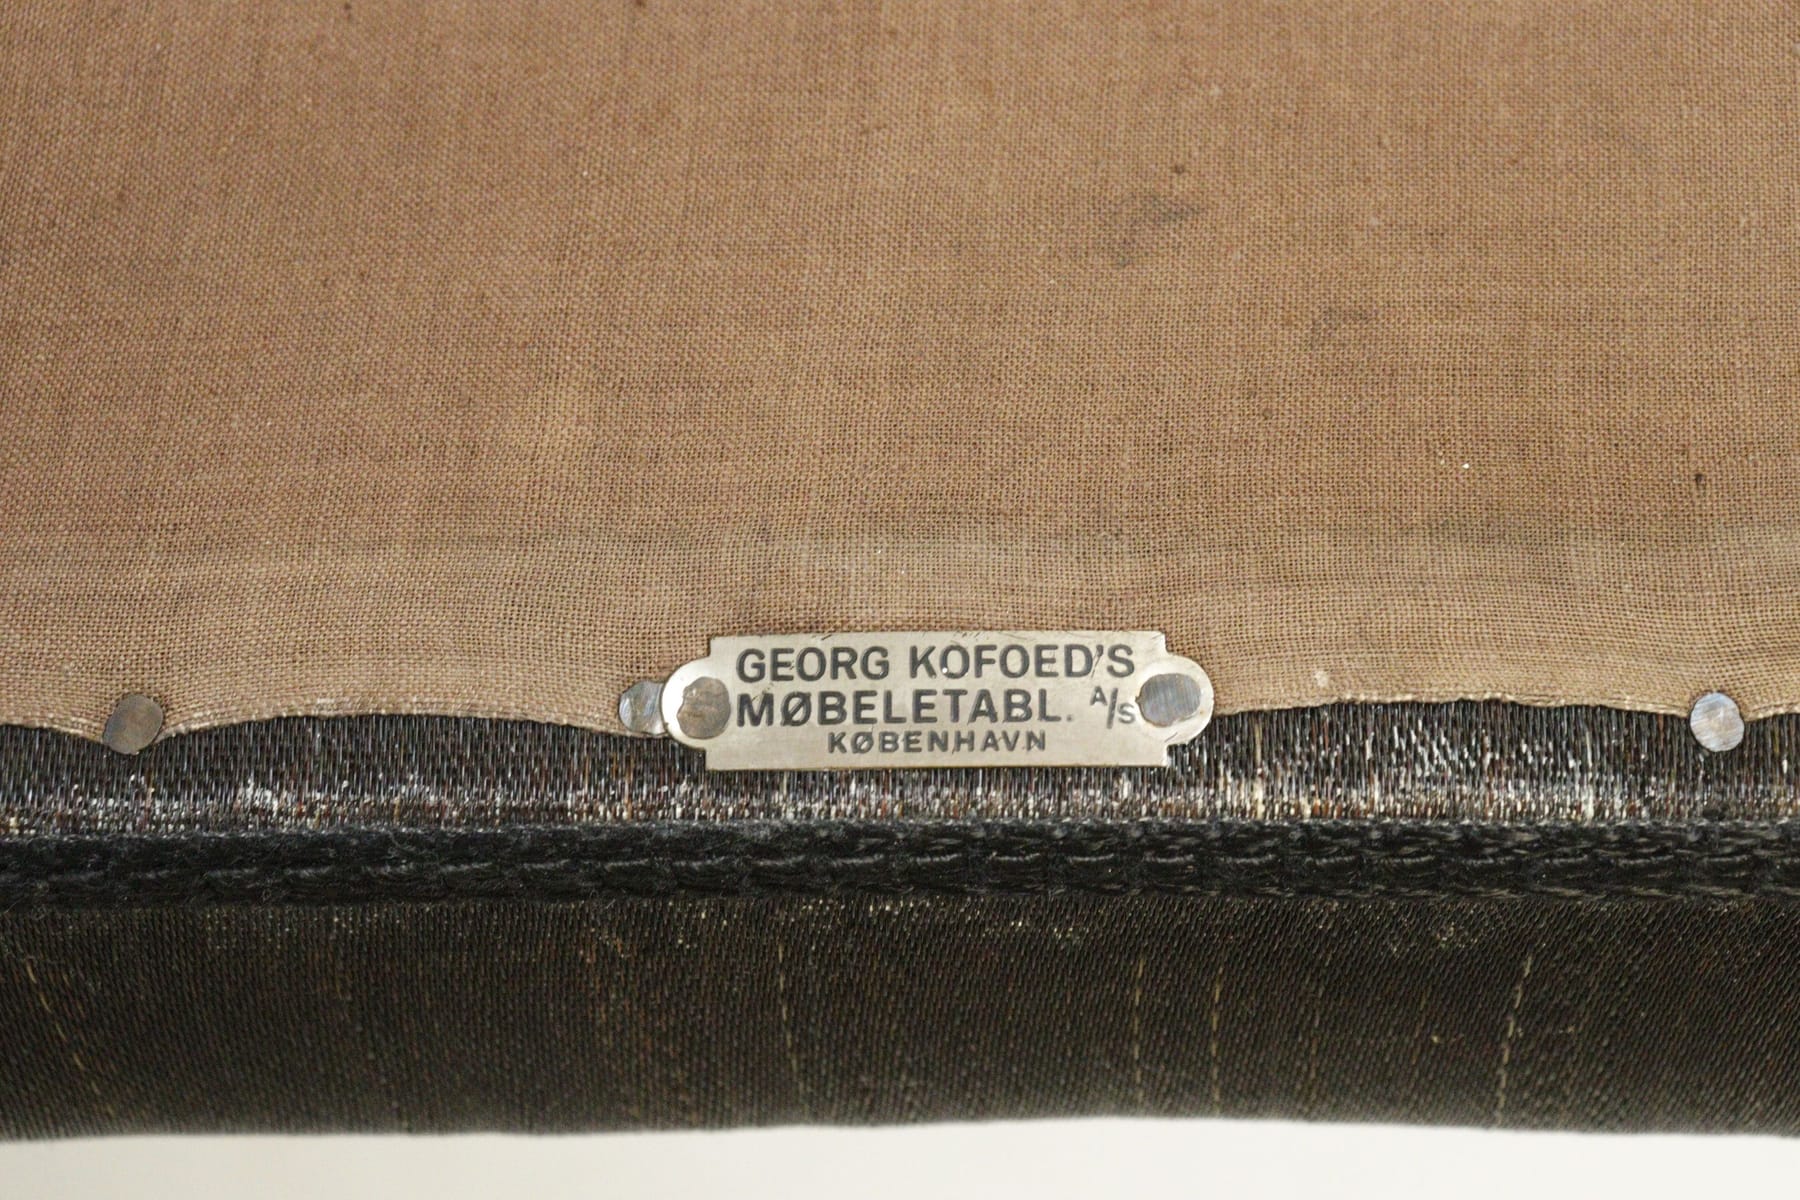 GEORG KOFOED'S
MØBELETABL. A/S
KØBENHAVN